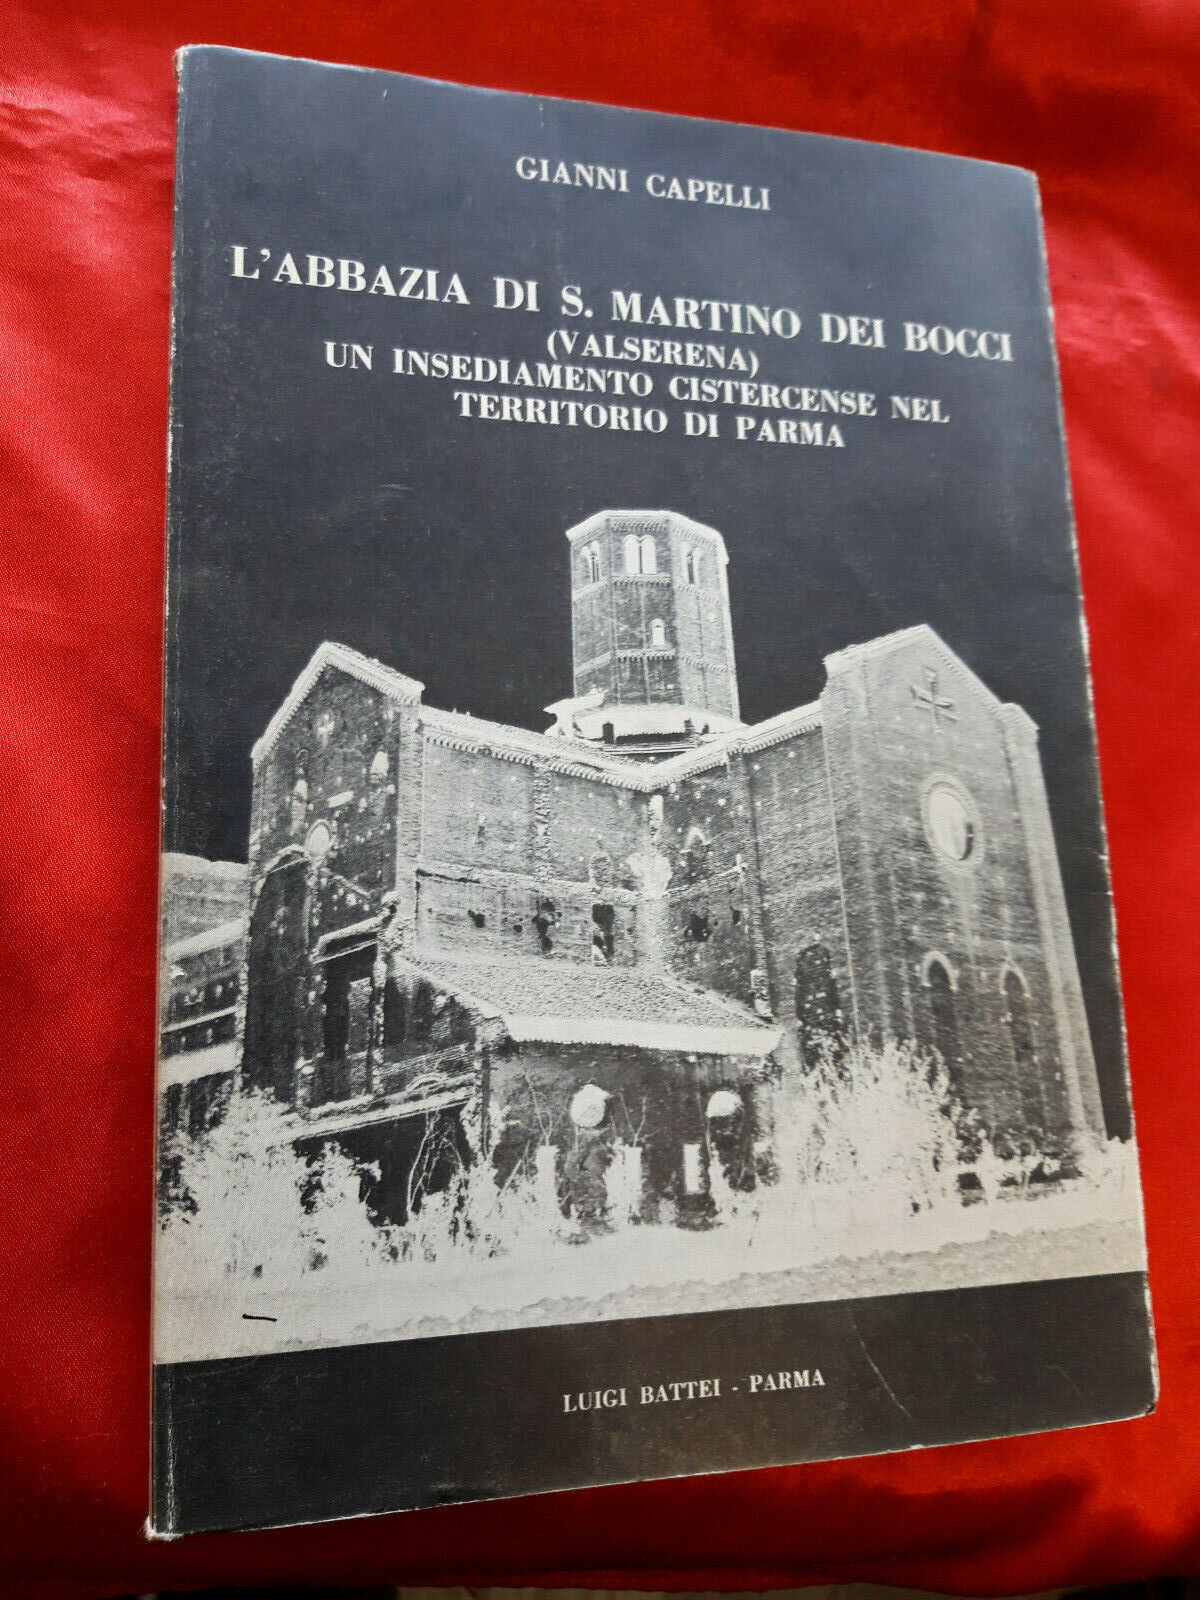 GIANNI CAPELLI
L'ABBAZIA DI S. MARTINO DEI BOCCI
(VALSERENA)
UN INSEDIAMENTO CISTERCENSE NEL
TERRITORIO DI PARMA
LUIGI BATTEI - PARMA